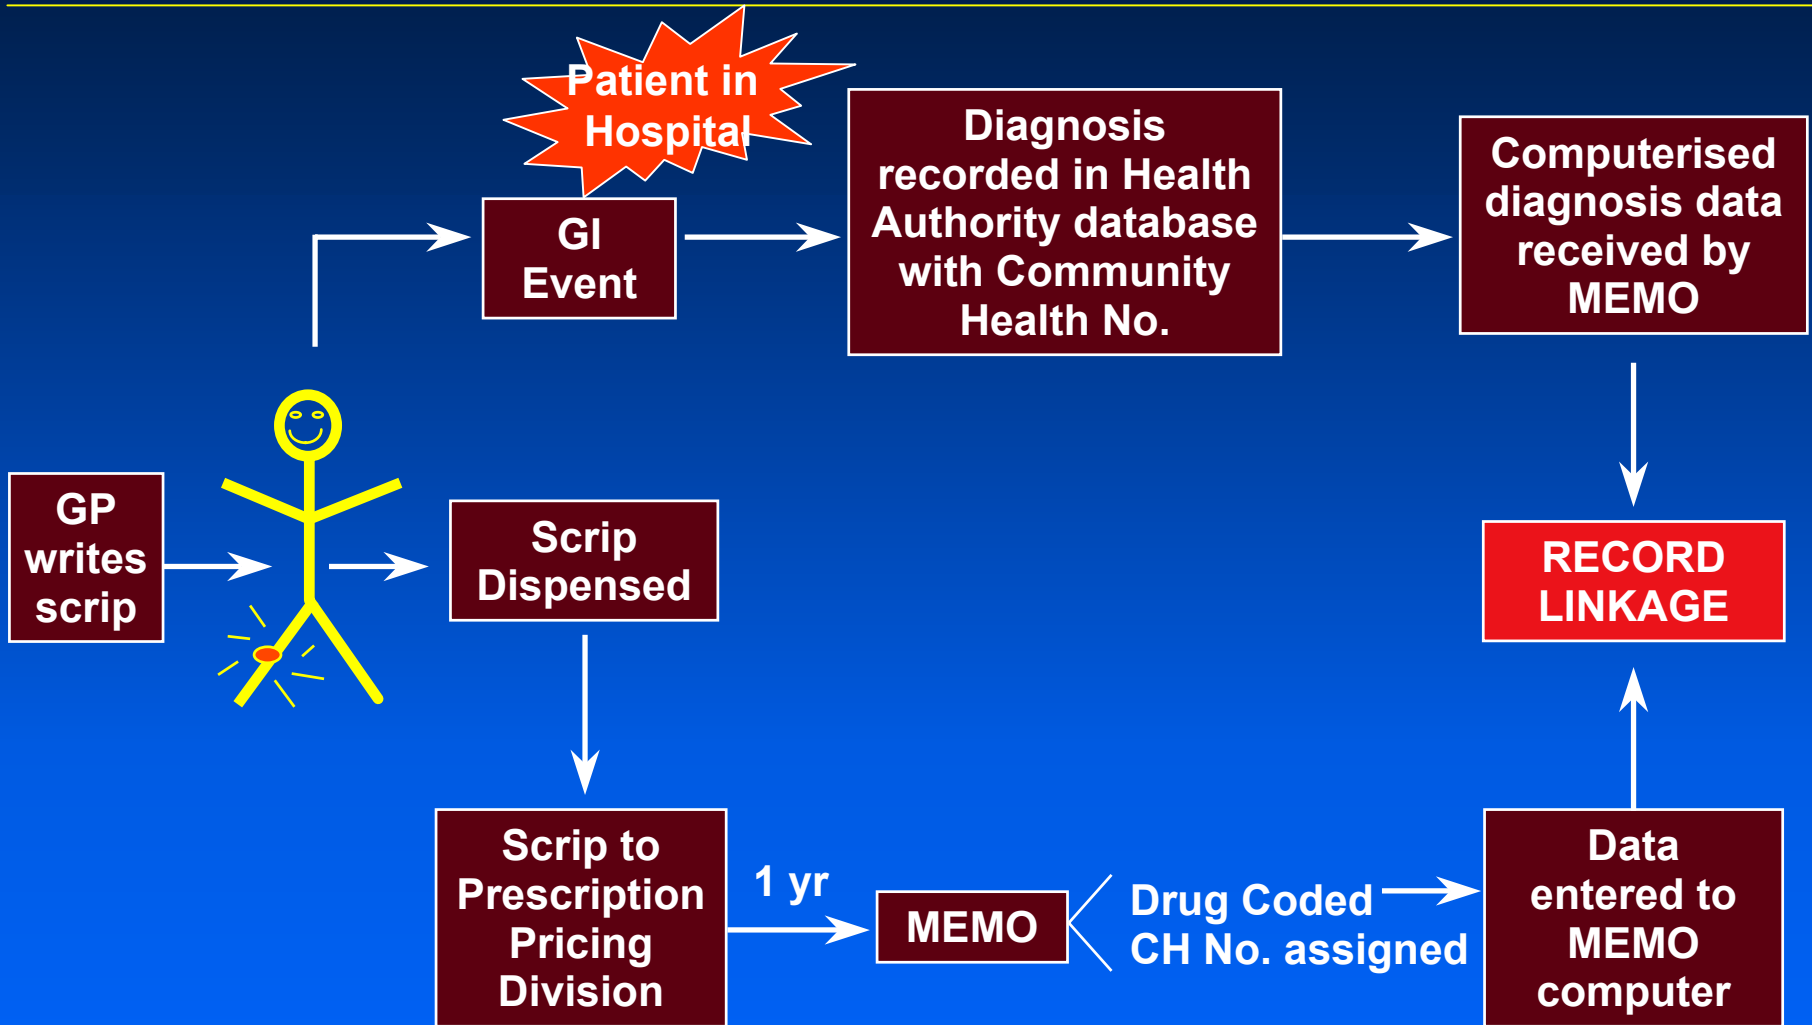 Patient in
Hospital
GI
Event
Diagnosis
recorded in Health
Authority database
with Community
Health No.
Computerised
diagnosis data
received by
MEMO
GP
writes
scrip
Scrip
Dispensed
RECORD
LINKAGE
Scrip to
Prescription
Pricing
Division
1 yr
MEMO
Drug Coded
CH No. assigned
Data
entered to
MEMO
computer